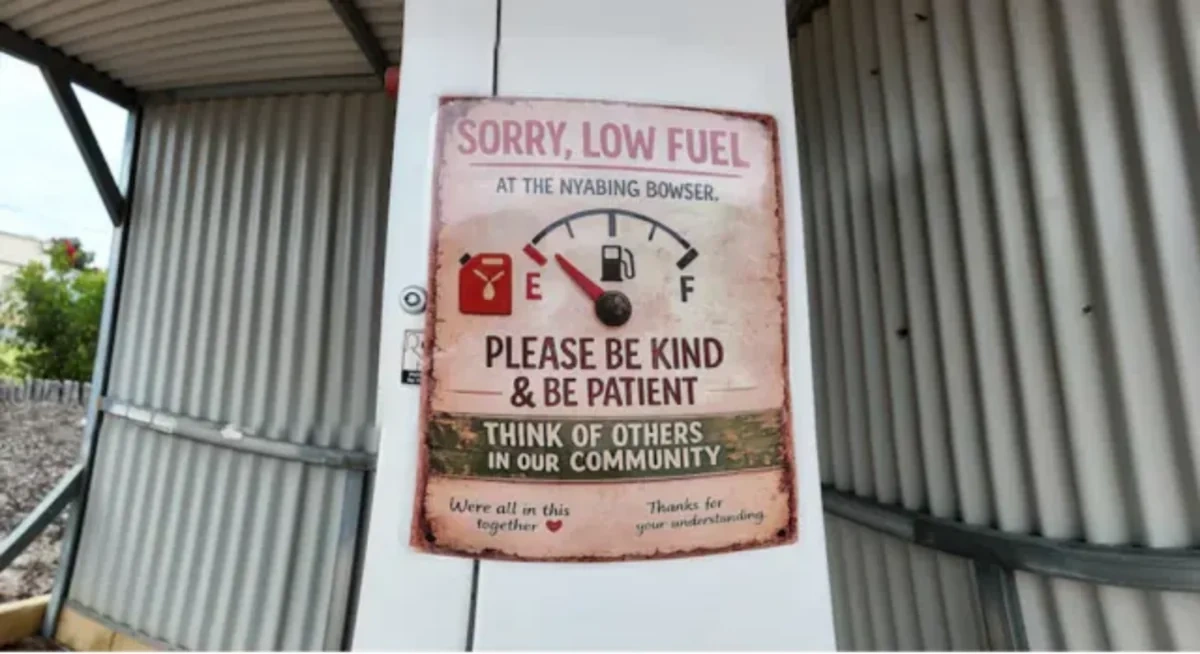 SORRY, LOW FUEL
AT THE NYABING BOWSER.
E
F
PLEASE BE KIND
& BE PATIENT
THINK OF OTHERS
IN OUR COMMUNITY
Were all in this
together ❤
Thanks for
your understanding.